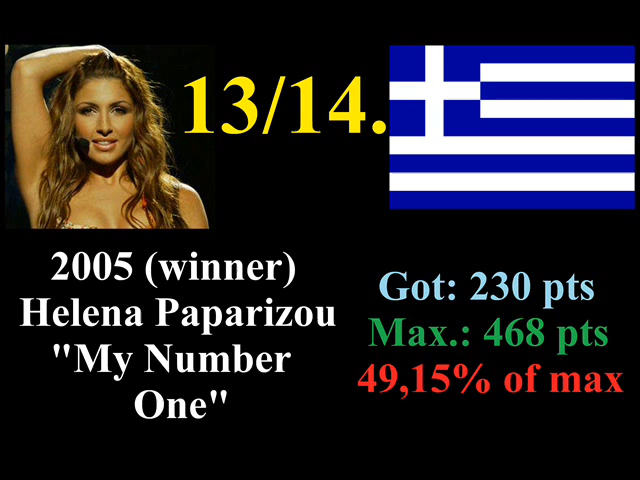 13/14.
2005 (winner)
Helena Paparizou
"My Number
One"
Got: 230 pts
Max.: 468 pts
49,15% of max